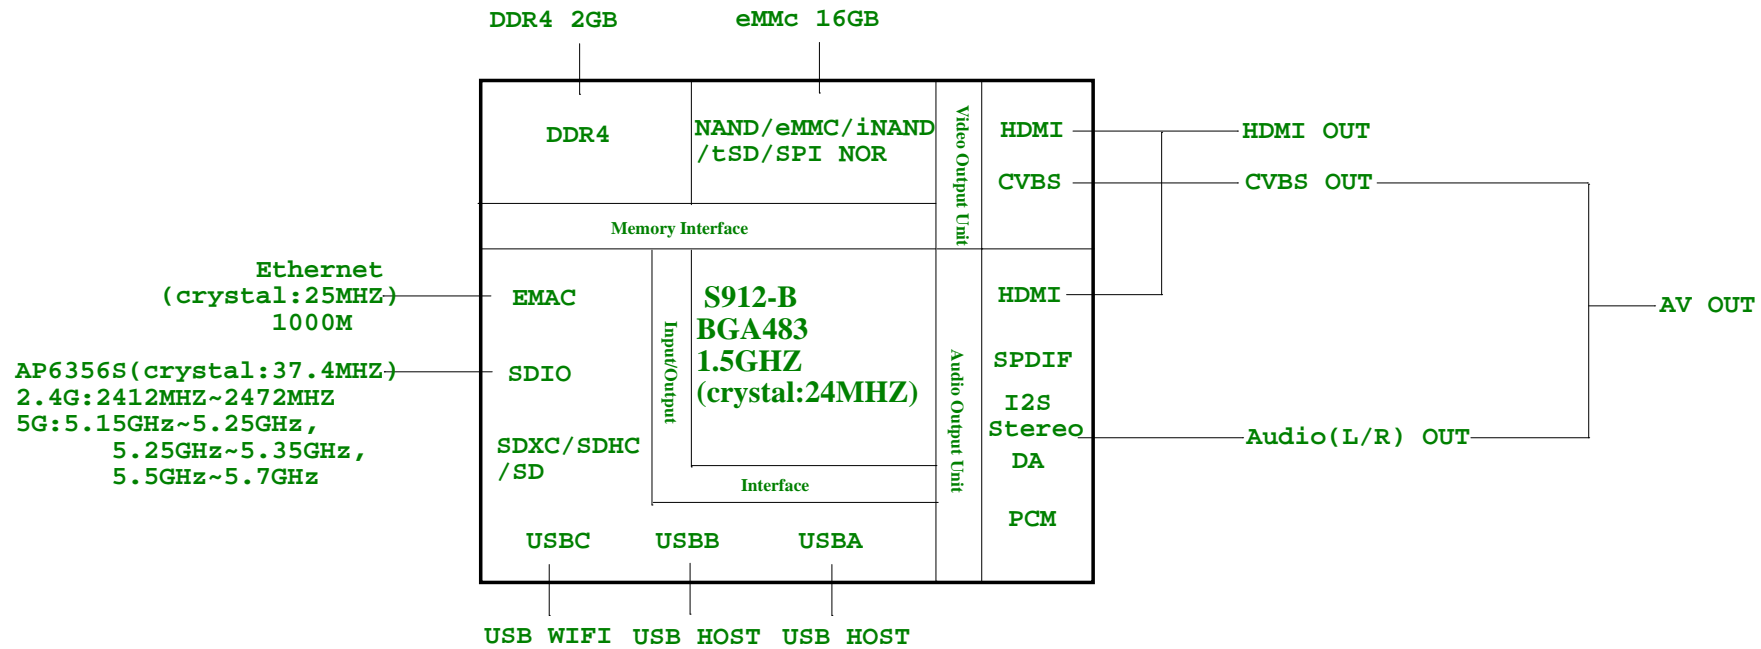 DDR4 2GB
eMMc 16GB
DDR4
NAND/eMMC/iNAND
/tSD/SPI NOR
Memory Interface
Video Output Unit
HDMI
CVBS
HDMI OUT
CVBS OUT
Ethernet
(crystal:25MHZ)
1000M
AP6356S(crystal:37.4MHZ)
2.4G:2412MHZ~2472MHZ
5G:5.15GHz~5.25GHz,
5.25GHz~5.35GHz,
5.5GHz~5.7GHz
EMAC
SDIO
SDXC/SDHC
/SD
Input/Output
S912-B
BGA483
1.5GHZ
(crystal:24MHZ)
Interface
Audio Output Unit
HDMI
SPDIF
I2S
Stereo
DA
PCM
Audio(L/R) OUT
AV OUT
USBC
USBB
USBA
USB WIFI
USB HOST
USB HOST